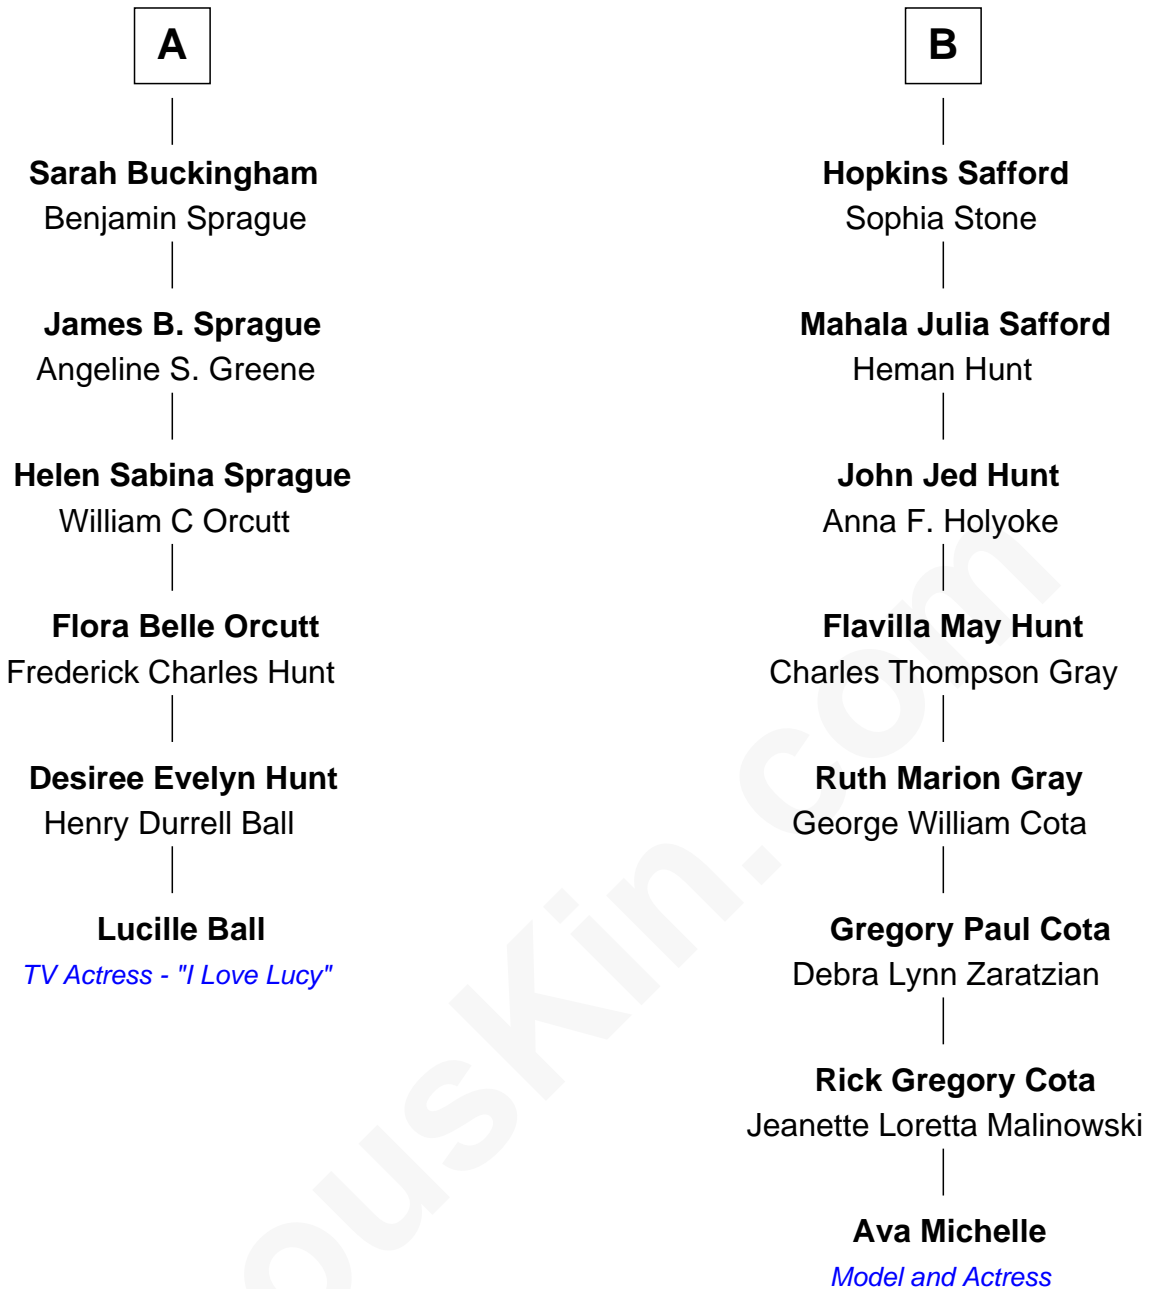 A
Sarah Buckingham
Benjamin Sprague
James B. Sprague
Angeline S. Greene
Helen Sabina Sprague
William C Orcutt
Flora Belle Orcutt
Frederick Charles Hunt
Desiree Evelyn Hunt
Henry Durrell Ball
Lucille Ball
TV Actress - "I Love Lucy"
B
Hopkins Safford
Sophia Stone
Mahala Julia Safford
Heman Hunt
John Jed Hunt
Anna F. Holyoke
Flavilla May Hunt
Charles Thompson Gray
Ruth Marion Gray
George William Cota
Gregory Paul Cota
Debra Lynn Zaratzian
Rick Gregory Cota
Jeanette Loretta Malinowski
Ava Michelle
Model and Actress
ousKin.com